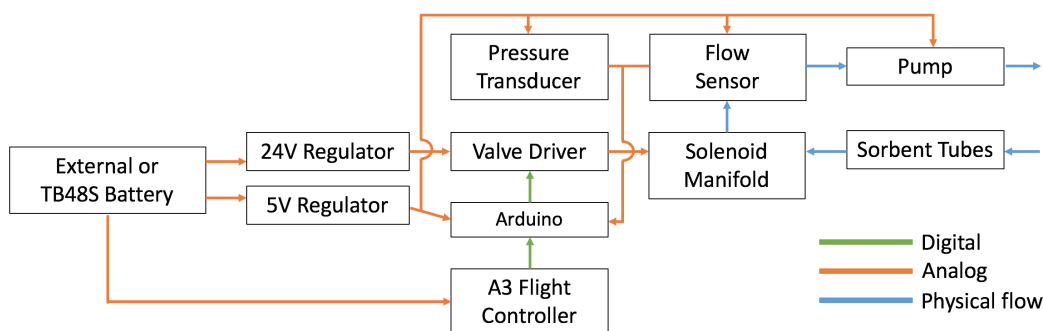 Pressure
Transducer
Flow
Sensor
Pump
External or
TB48S Battery
24V Regulator
Valve Driver
Solenoid
Manifold
Sorbent Tubes
5V Regulator
Arduino
A3 Flight
Controller
Digital
Analog
Physical flow